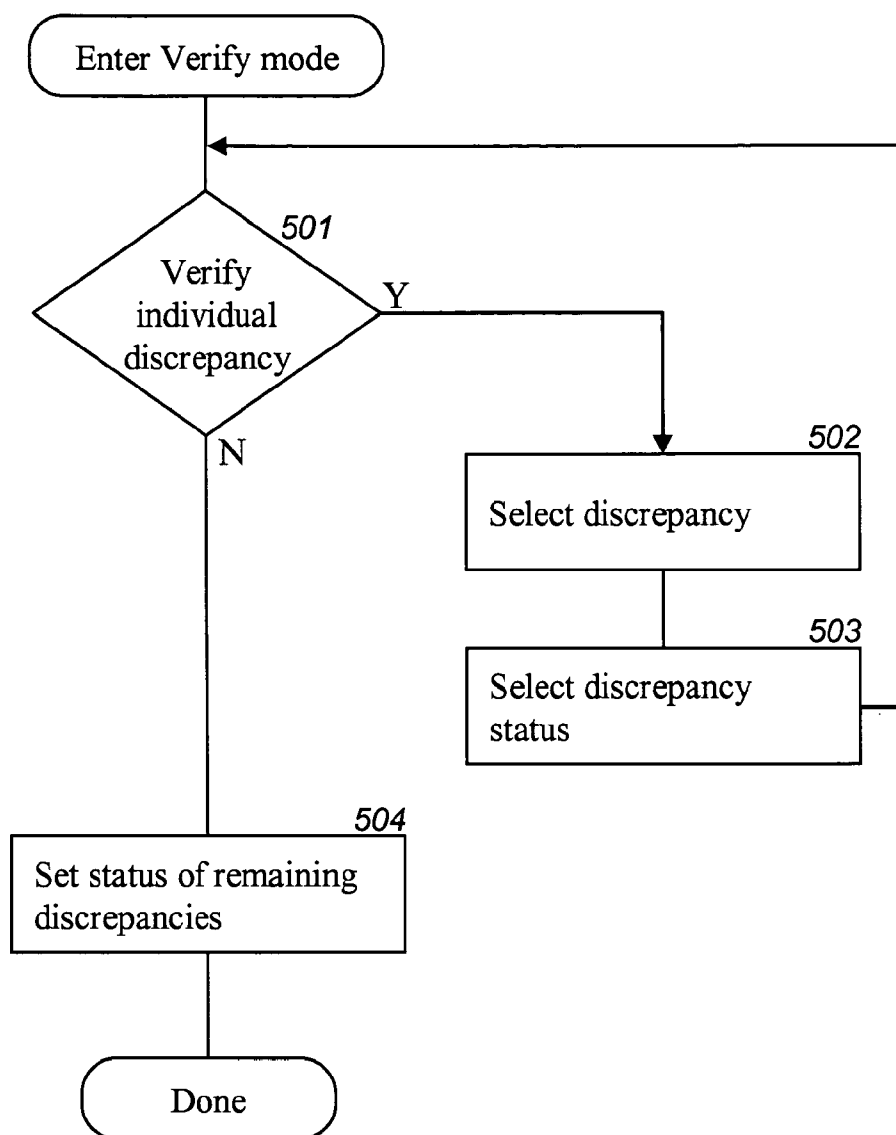 Enter Verify mode
501
Verify
individual
discrepancy
Y
N
502
Select discrepancy
503
Select discrepancy
status
504
Set status of remaining
discrepancies
Done